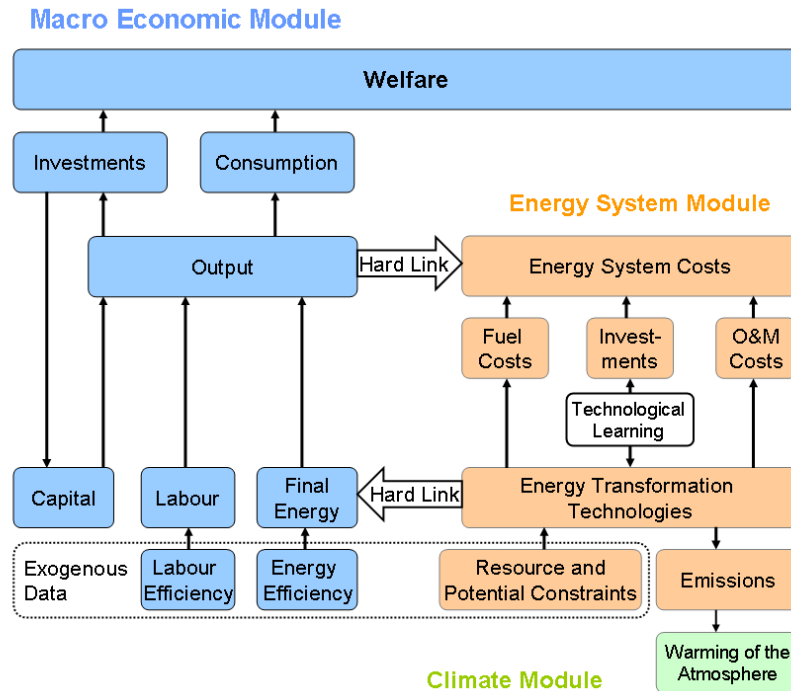 Macro Economic Module
Welfare
Investments
Consumption
Energy System Module
Output
Hard Link
Energy System Costs
Fuel
Costs
Invest-
ments
O&M
Costs
Technological
Learning
Capital
Labour
Final
Energy
Hard Link
Energy Transformation
Technologies
Exogenous
Data
Labour
Efficiency
Energy
Efficiency
Resource and
Potential Constraints
Emissions
Climate Module
Warming of the
Atmosphere